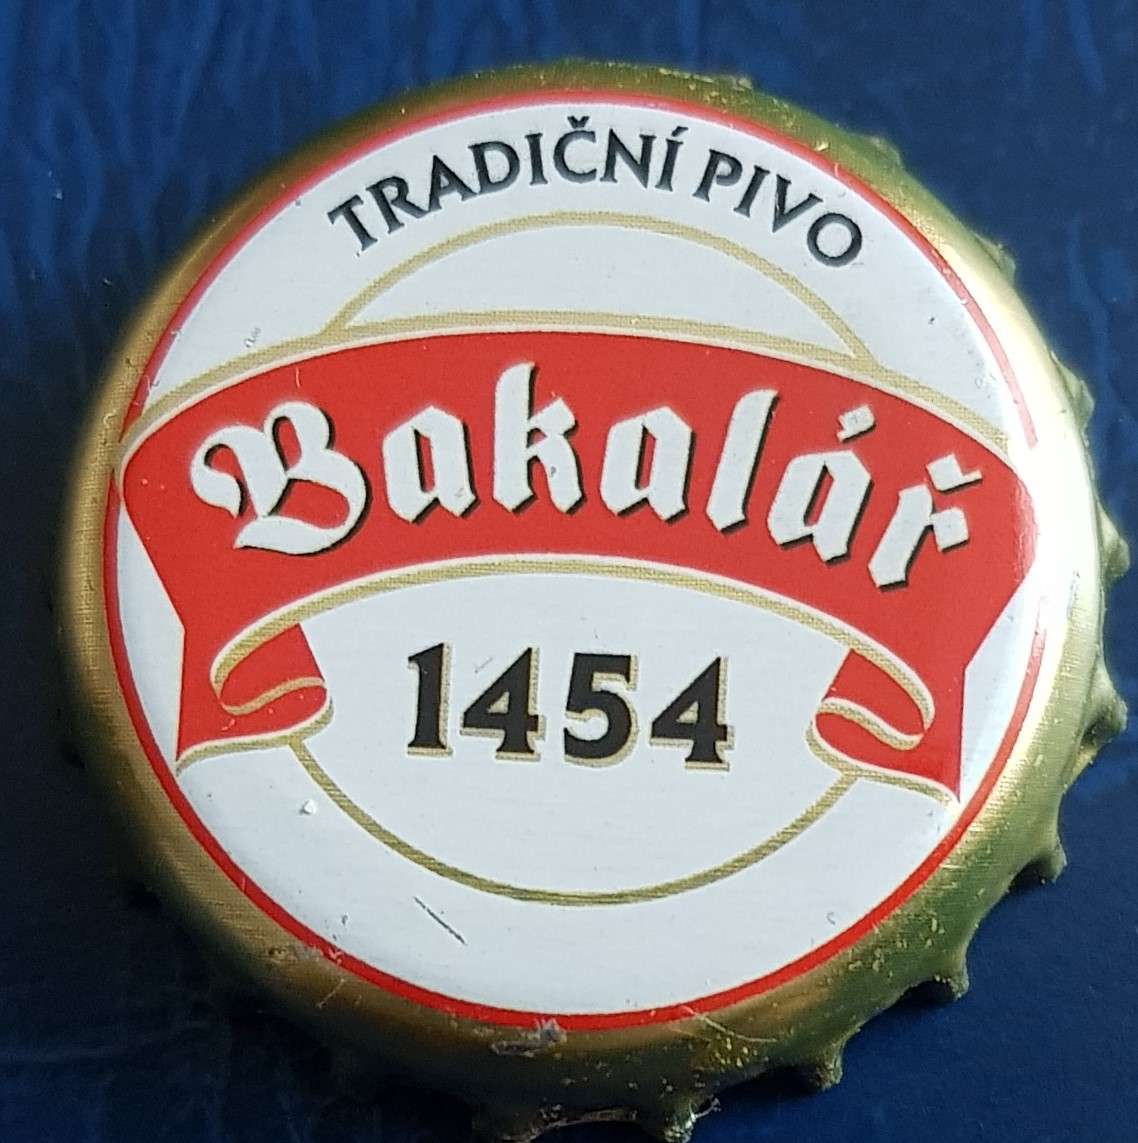 TRADIČNÍ PIVO
Bakalář
1454